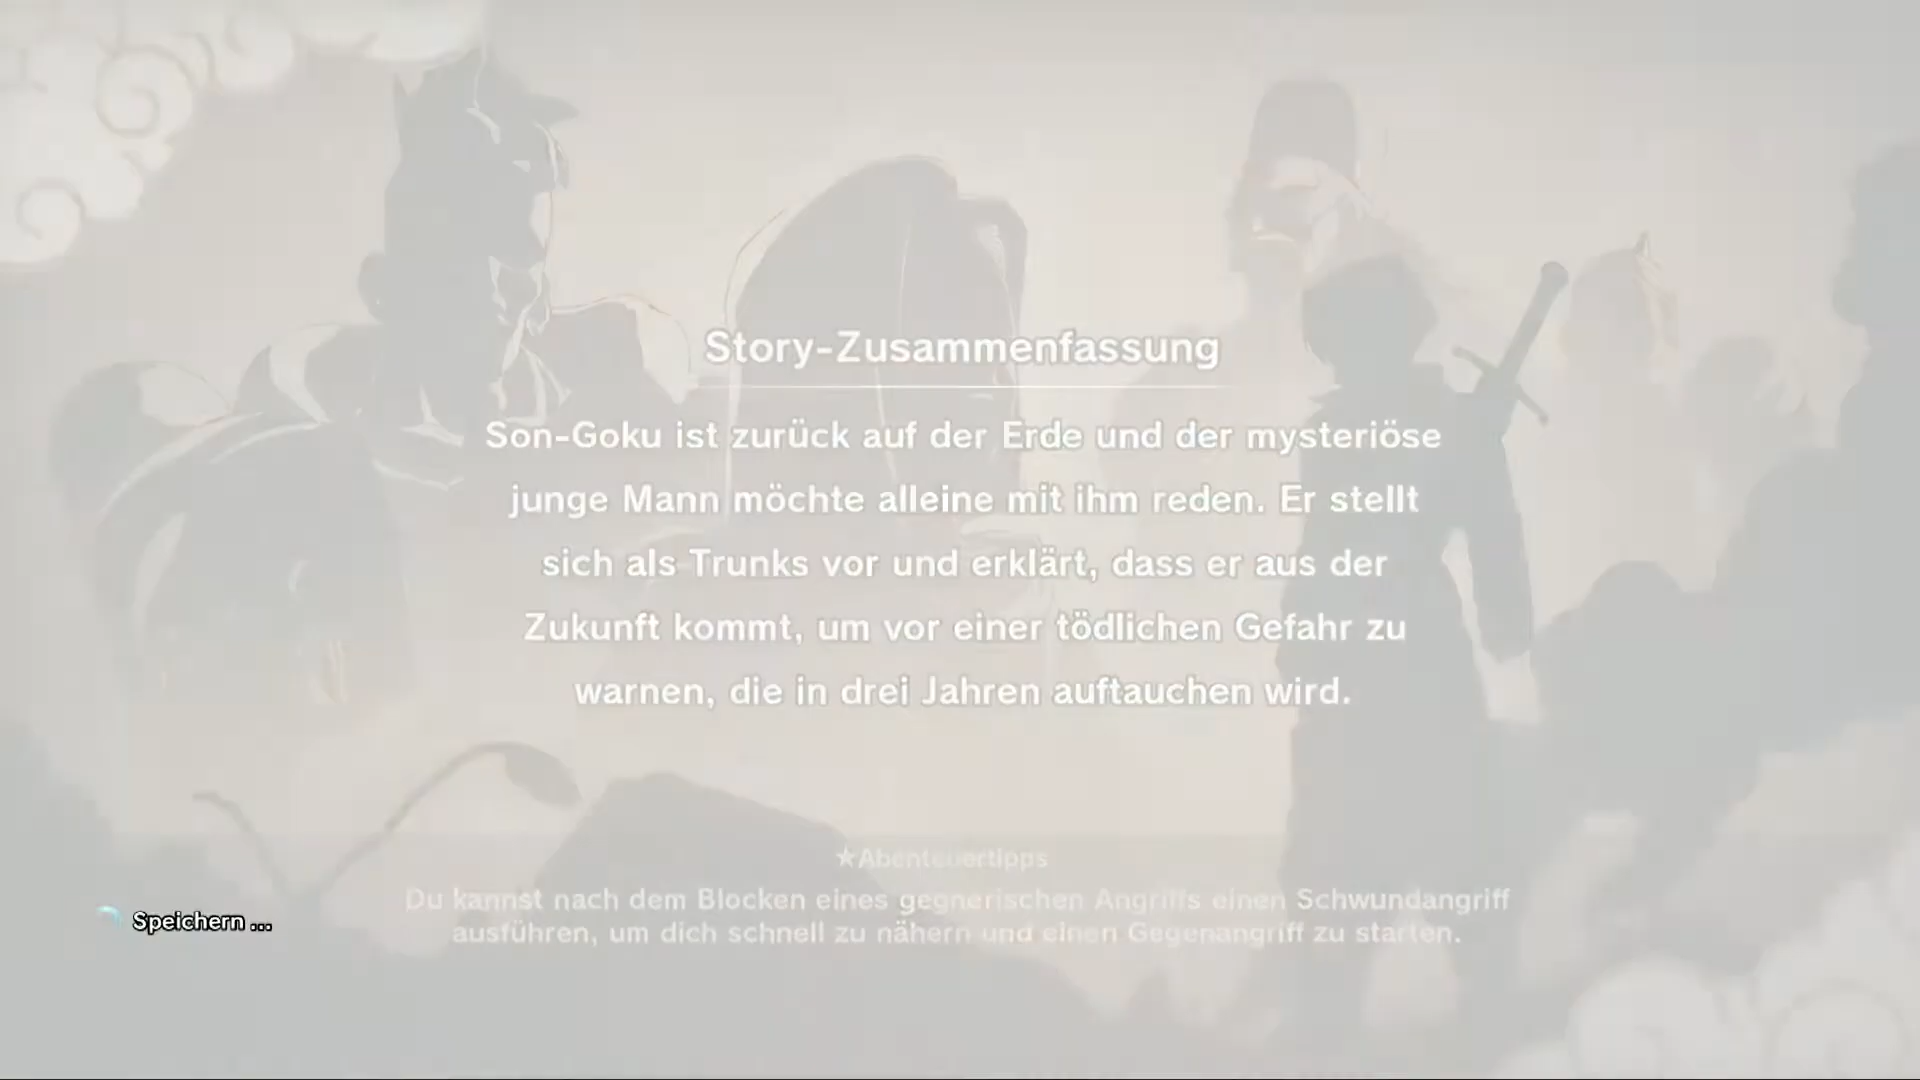 Story-Zusammenfassung
Son-Goku ist zurück auf der Erde und der mysteriöse
junge Mann möchte alleine mit ihm reden. Er stellt
sich als Trunks vor und erklärt, dass er aus der
Zukunft kommt, um vor einer tödlichen Gefahr zu
warnen, die in drei Jahren auftauchen wird.
★Abenteuertipps
Du kannst nach dem Blocken eines gegnerischen Angriffs einen Schwundangriff
ausführen, um dich schnell zu nähern und einen Gegenangriff zu starten.
Speichern ...